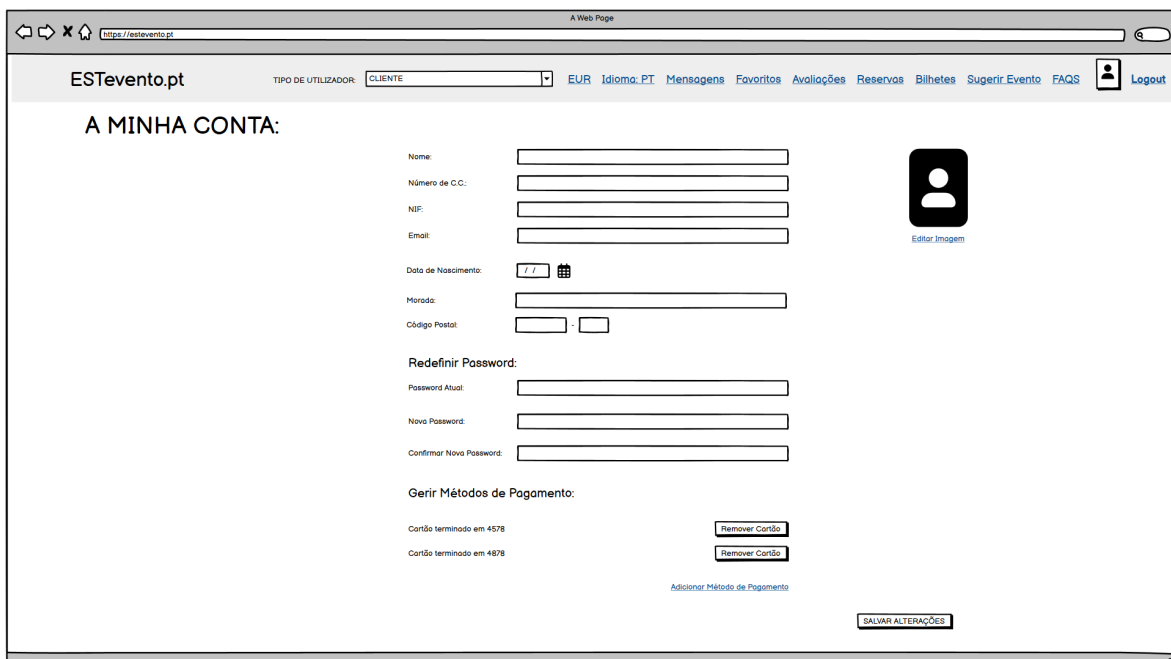 A Web Page
https://estevento.pt
ESTevento.pt TIPO DE UTILIZADOR: CLIENTE EUR Idioma: PT Mensagens Favoritos Avaliações Reservas Bilhetes Sugerir Evento FAQS Logout
A MINHA CONTA:
Nome:
Número de C.C.:
NIF:
Email:
Editar Imagem
Data de Nascimento: / /
Morada:
Código Postal: -
Redefinir Password:
Password Atual:
Nova Password:
Confirmar Nova Password:
Gerir Métodos de Pagamento:
Cartão terminado em 4578 Remover Cartão
Cartão terminado em 4878 Remover Cartão
Adicionar Método de Pagamento
SALVAR ALTERAÇÕES